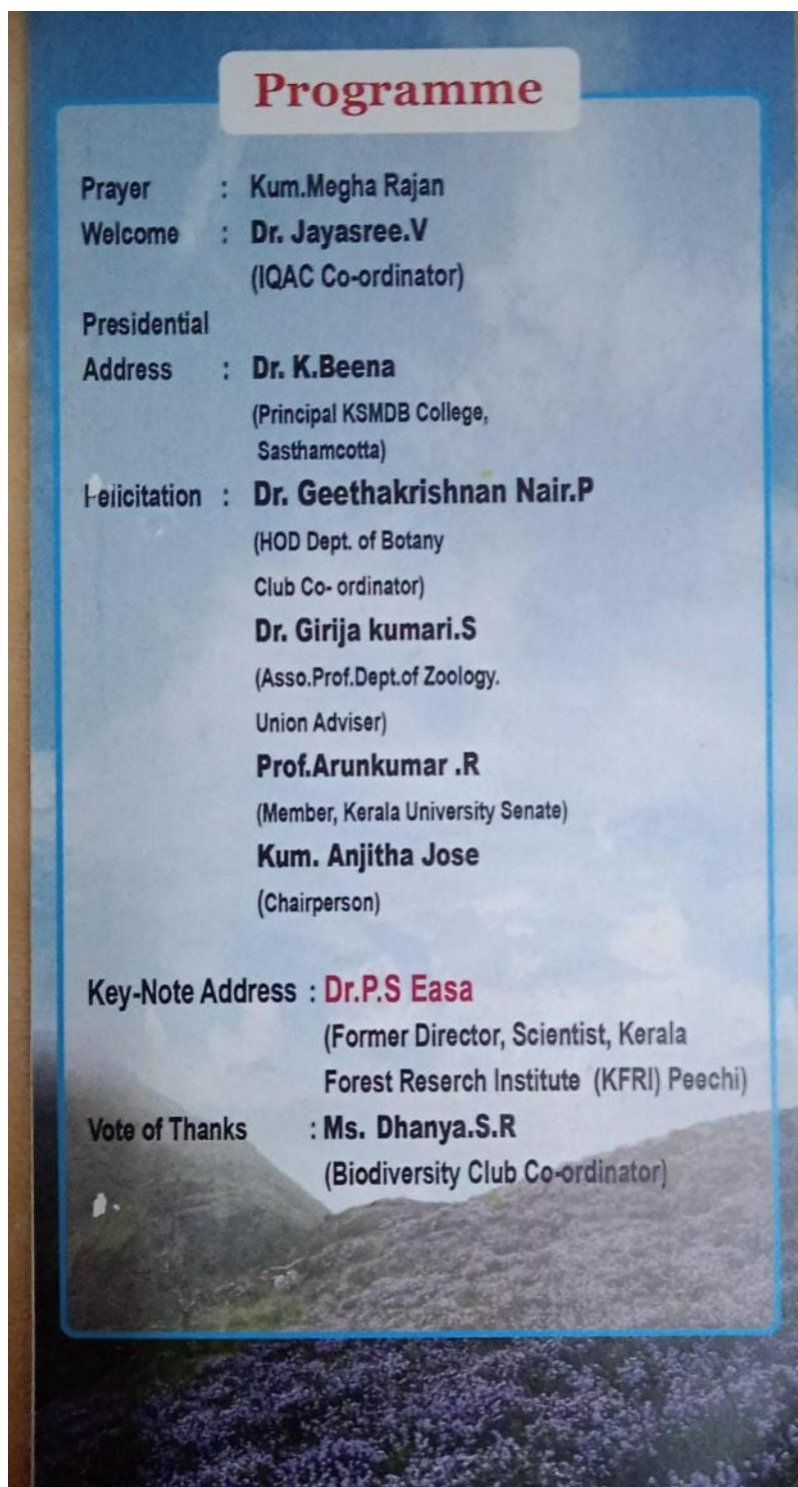 Programme
Prayer : Kum.Megha Rajan
Welcome : Dr. Jayasree.V
(IQAC Co-ordinator)
Presidential
Address : Dr. K.Beena
(Principal KSMDB College,
Sasthamcotta)
Felicitation : Dr. Geethakrishnan Nair.P
(HOD Dept. of Botany
Club Co- ordinator)
Dr. Girija kumari.S
(Asso.Prof.Dept.of Zoology.
Union Adviser)
Prof.Arunkumar .R
(Member, Kerala University Senate)
Kum. Anjitha Jose
(Chairperson)
Key-Note Address : Dr.P.S Easa
(Former Director, Scientist, Kerala
Forest Reserch Institute (KFRI) Peechi)
Vote of Thanks : Ms. Dhanya.S.R
(Biodiversity Club Co-ordinator)